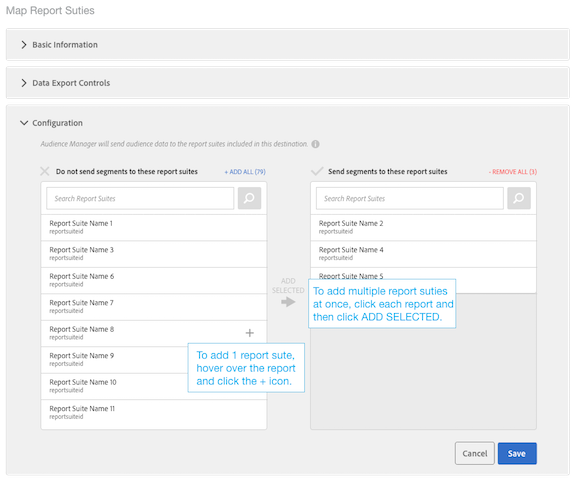 Map Report Suties
Basic Information
Data Export Controls
Configuration
Audience Manager will send audience data to the report suites included in this destination.
Do not send segments to these report suites
+ ADD ALL (79)
Search Report Suites
Report Suite Name 1
reportsuiteid
Report Suite Name 3
reportsuiteid
Report Suite Name 6
reportsuiteid
Report Suite Name 7
reportsuiteid
Report Suite Name 8
reportsuiteid
Report Suite Name 9
reportsuiteid
Report Suite Name 10
reportsuiteid
Report Suite Name 11
reportsuiteid
To add 1 report sute,
hover over the report
and click the + icon.
ADD
SELECTED
Send segments to these report suites
- REMOVE ALL (3)
Search Report Suites
Report Suite Name 2
reportsuiteid
Report Suite Name 4
reportsuiteid
Report Suite Name 5
To add multiple report suties
at once, click each report and
then click ADD SELECTED.
Cancel
Save